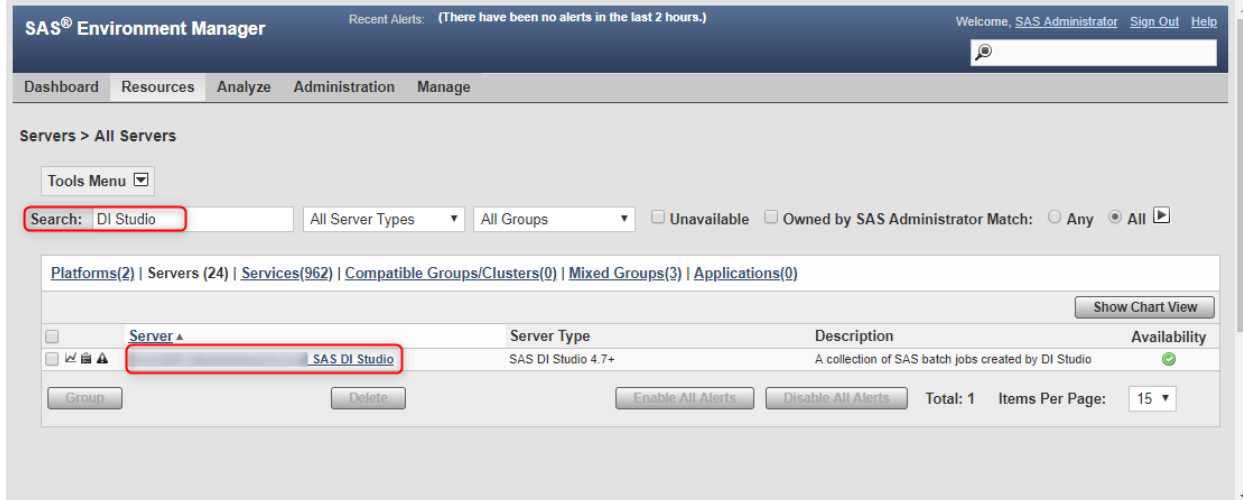 Recent Alerts: (There have been no alerts in the last 2 hours.)
Welcome, SAS Administrator Sign Out Help
SAS® Environment Manager
Dashboard Resources Analyze Administration Manage
Servers > All Servers
Tools Menu
Search: DI Studio All Server Types All Groups Unavailable Owned by SAS Administrator Match: Any All
Platforms(2) | Servers (24) | Services(962) | Compatible Groups/Clusters(0) | Mixed Groups(3) | Applications(0)
Show Chart View
Server Server Type Description Availability
SAS DI Studio SAS DI Studio 4.7+ A collection of SAS batch jobs created by DI Studio
Group Delete Enable All Alerts Disable All Alerts Total: 1 Items Per Page: 15